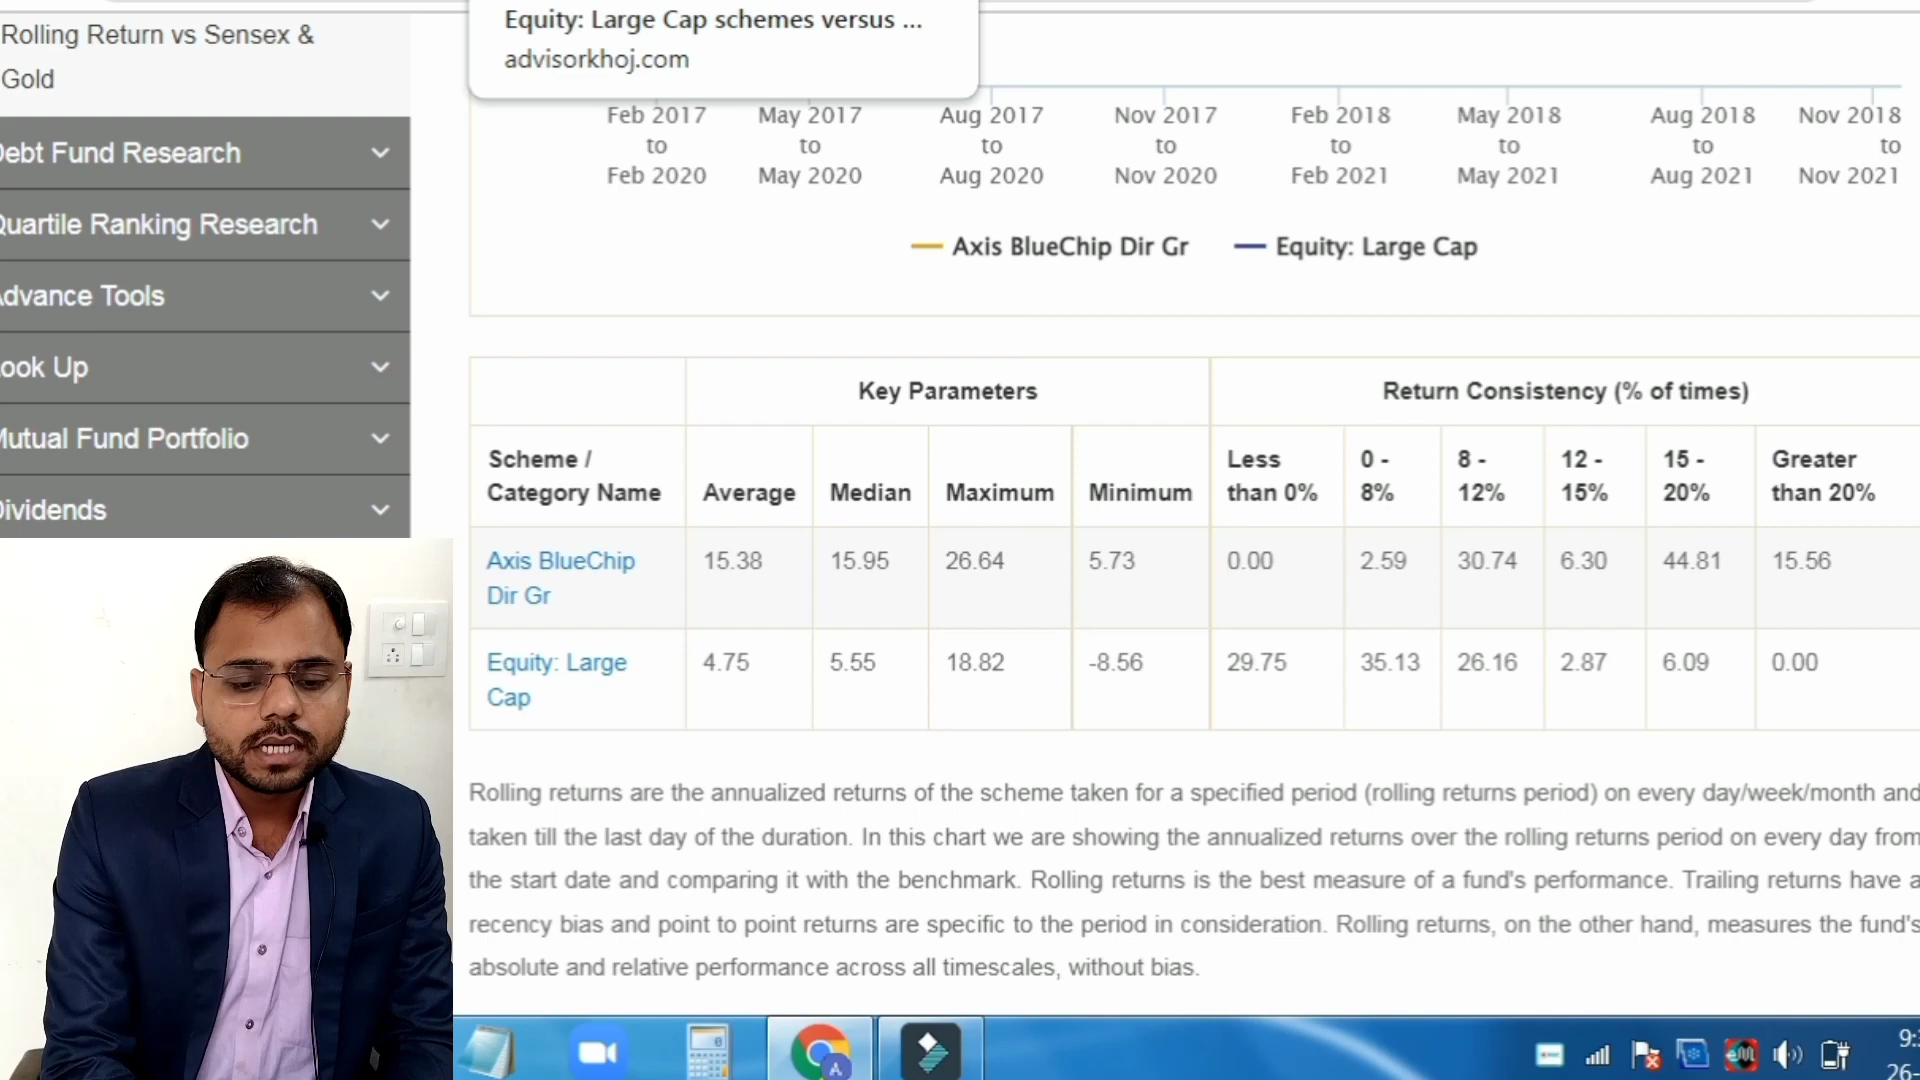 Equity: Large Cap schemes versus ...
advisorkhoj.com
Rolling Return vs Sensex &
Gold
Debt Fund Research
Quartile Ranking Research
Advance Tools
Look Up
Mutual Fund Portfolio
Dividends
Feb 2017 May 2017 Aug 2017 Nov 2017 Feb 2018 May 2018 Aug 2018 Nov 2018
to to to to to to to to
Feb 2020 May 2020 Aug 2020 Nov 2020 Feb 2021 May 2021 Aug 2021 Nov 2021
Axis BlueChip Dir Gr Equity: Large Cap
Key Parameters Return Consistency (% of times)
Scheme / Less 0 - 8 - 12 - 15 - Greater
Category Name Average Median Maximum Minimum than 0% 8% 12% 15% 20% than 20%
Axis BlueChip 15.38 15.95 26.64 5.73 0.00 2.59 30.74 6.30 44.81 15.56
Dir Gr
Equity: Large 4.75 5.55 18.82 -8.56 29.75 35.13 26.16 2.87 6.09 0.00
Cap
Rolling returns are the annualized returns of the scheme taken for a specified period (rolling returns period) on every day/week/month and
taken till the last day of the duration. In this chart we are showing the annualized returns over the rolling returns period on every day from
the start date and comparing it with the benchmark. Rolling returns is the best measure of a fund's performance. Trailing returns have a
recency bias and point to point returns are specific to the period in consideration. Rolling returns, on the other hand, measures the fund's
absolute and relative performance across all timescales, without bias.
0
A
9:
26-